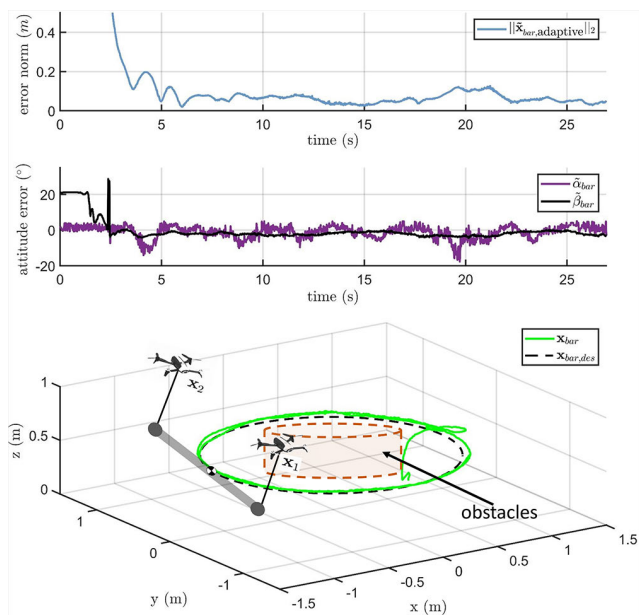 error norm (m)
0.4
0.2
0
||x̃bar,adaptive||2
0 5 10 15 20 25
time (s)
attitude error (°)
20
0
-20
α̃bar
β̃bar
0 5 10 15 20 25
time (s)
xbar
xbar,des
x2
x1
obstacles
z (m)
1
0.5
0
1
0
-1
y (m)
-1.5
-1
-0.5
0
0.5
1
1.5
x (m)